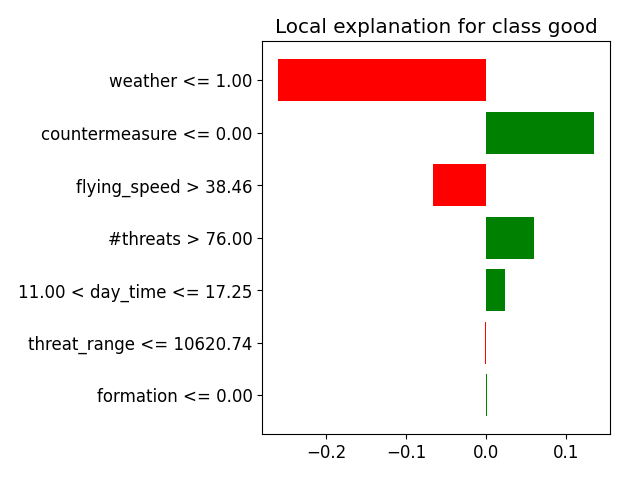 Local explanation for class good
weather <= 1.00
countermeasure <= 0.00
flying_speed > 38.46
#threats > 76.00
11.00 < day_time <= 17.25
threat_range <= 10620.74
formation <= 0.00
−0.2 −0.1 0.0 0.1